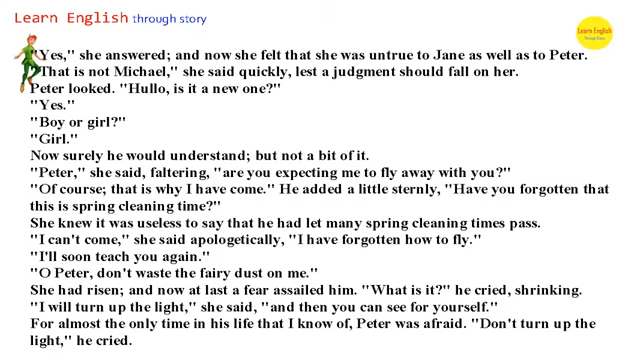 Learn English through story
Learn English
Through Story
"Yes," she answered; and now she felt that she was untrue to Jane as well as to Peter.
"That is not Michael," she said quickly, lest a judgment should fall on her.
Peter looked. "Hullo, is it a new one?"
"Yes."
"Boy or girl?"
"Girl."
Now surely he would understand; but not a bit of it.
"Peter," she said, faltering, "are you expecting me to fly away with you?"
"Of course; that is why I have come." He added a little sternly, "Have you forgotten that
this is spring cleaning time?"
She knew it was useless to say that he had let many spring cleaning times pass.
"I can't come," she said apologetically, "I have forgotten how to fly."
"I'll soon teach you again."
"O Peter, don't waste the fairy dust on me."
She had risen; and now at last a fear assailed him. "What is it?" he cried, shrinking.
"I will turn up the light," she said, "and then you can see for yourself."
For almost the only time in his life that I know of, Peter was afraid. "Don't turn up the
light," he cried.